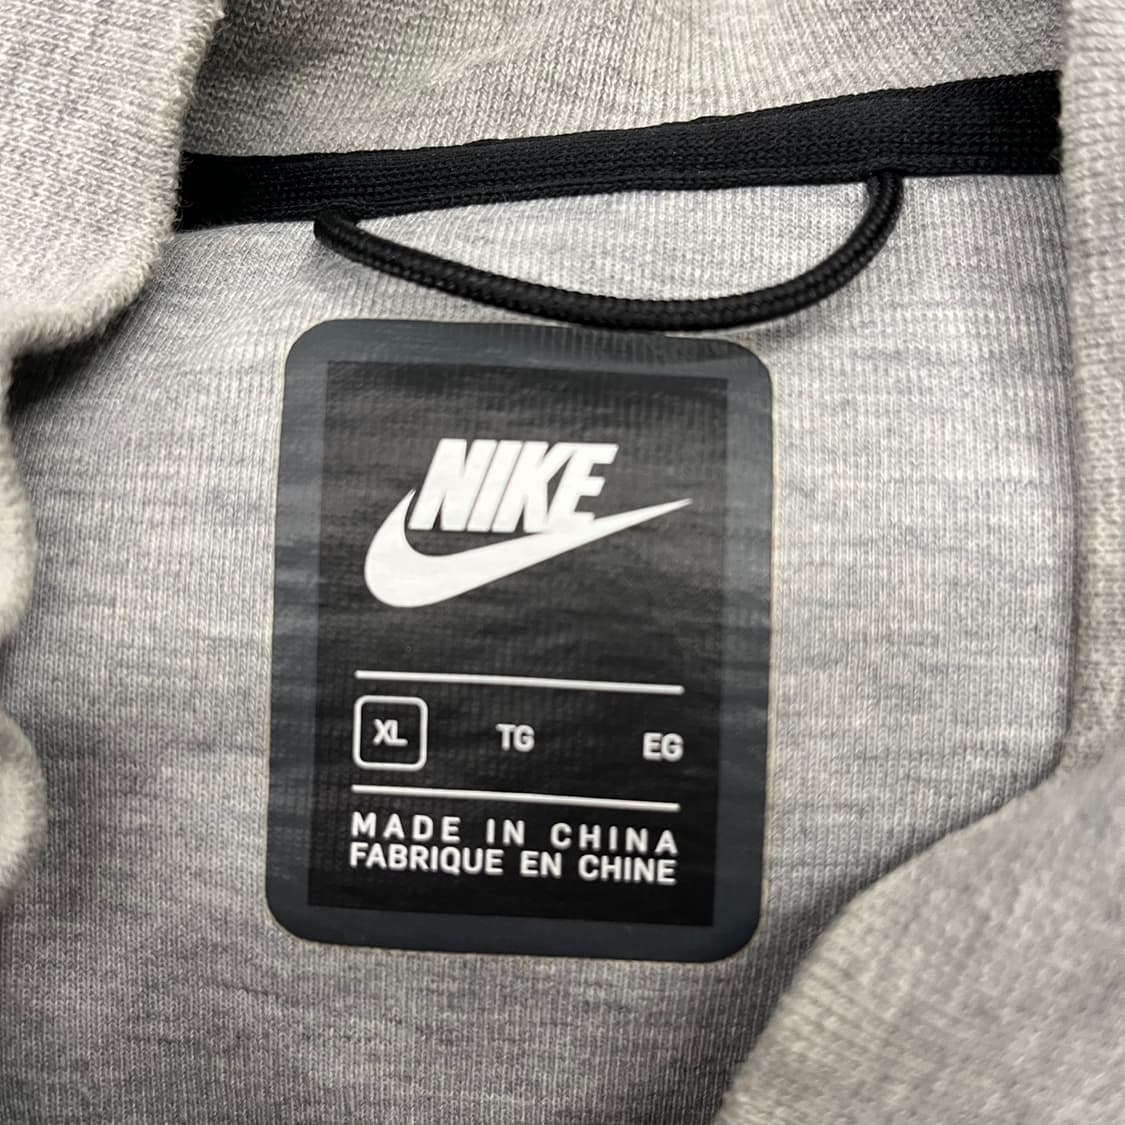 NIKE
XL TG EG
MADE IN CHINA
FABRIQUE EN CHINE